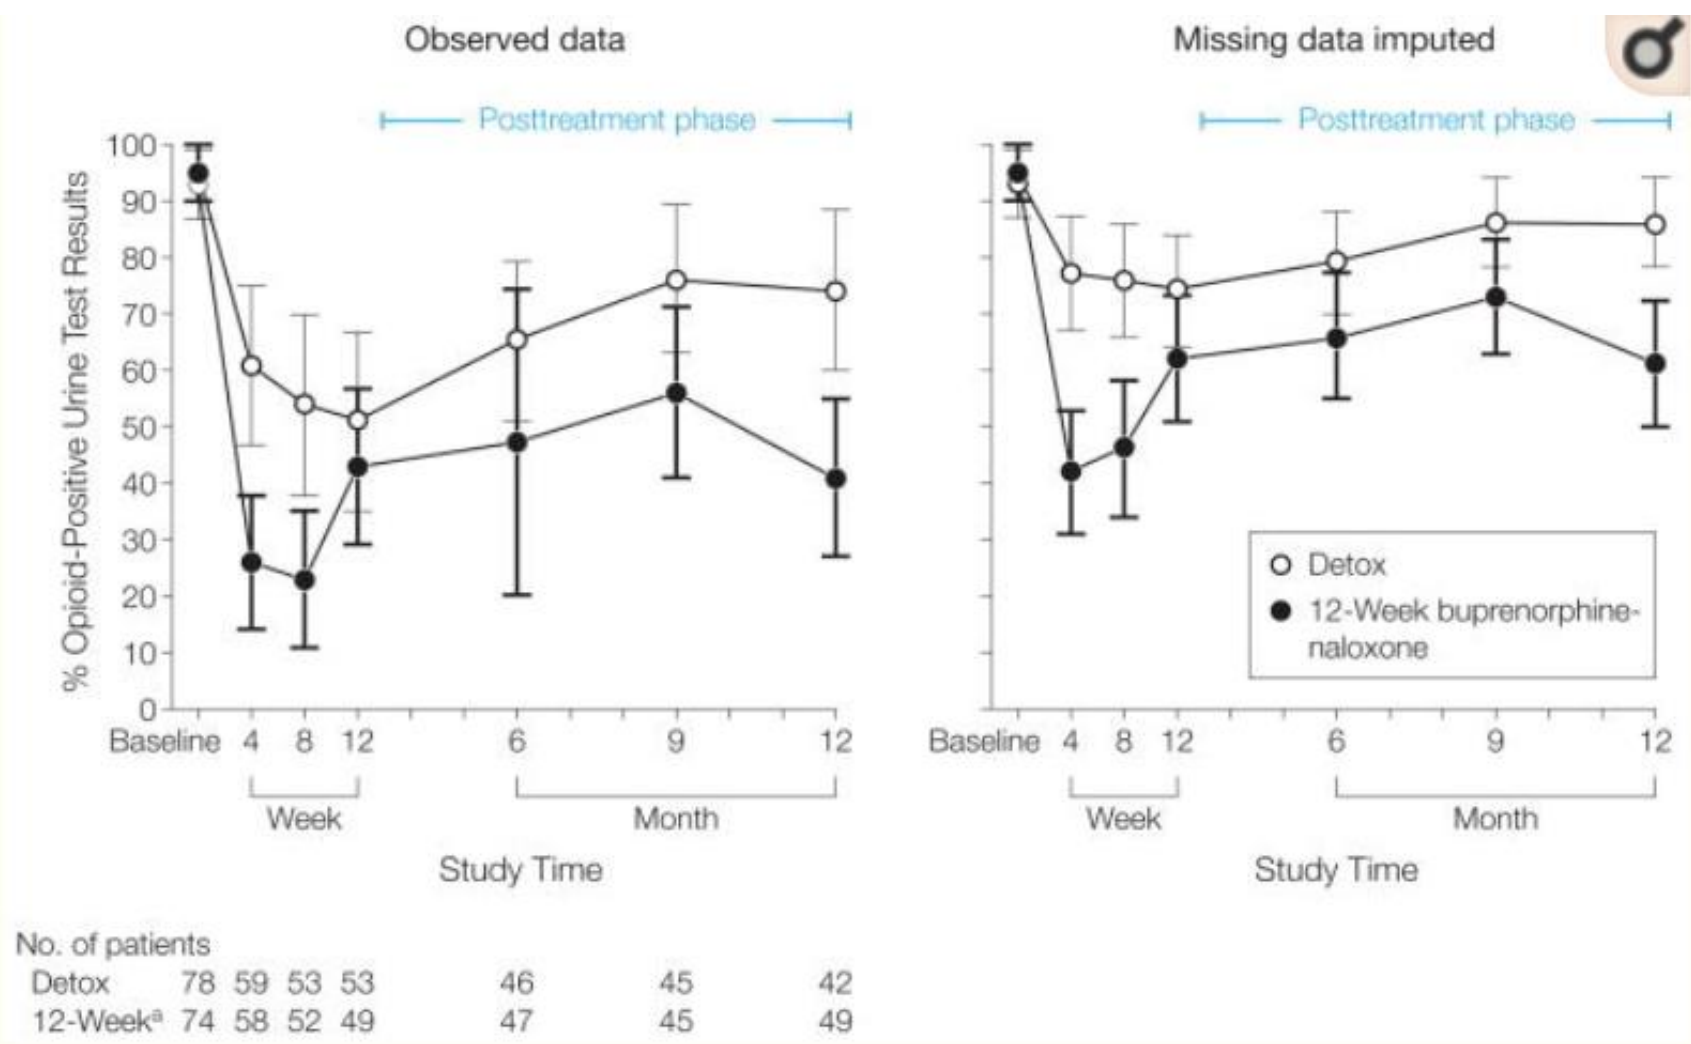 Observed data
Missing data imputed
Posttreatment phase
Posttreatment phase
% Opioid-Positive Urine Test Results
100
90
80
70
60
50
40
30
20
10
0
Baseline 4 8 12 6 9 12
Week Month
Study Time
Baseline 4 8 12 6 9 12
Week Month
Study Time
Detox
12-Week buprenorphine-
naloxone
No. of patients
Detox 78 59 53 53 46 45 42
12-Weekᵃ 74 58 52 49 47 45 49